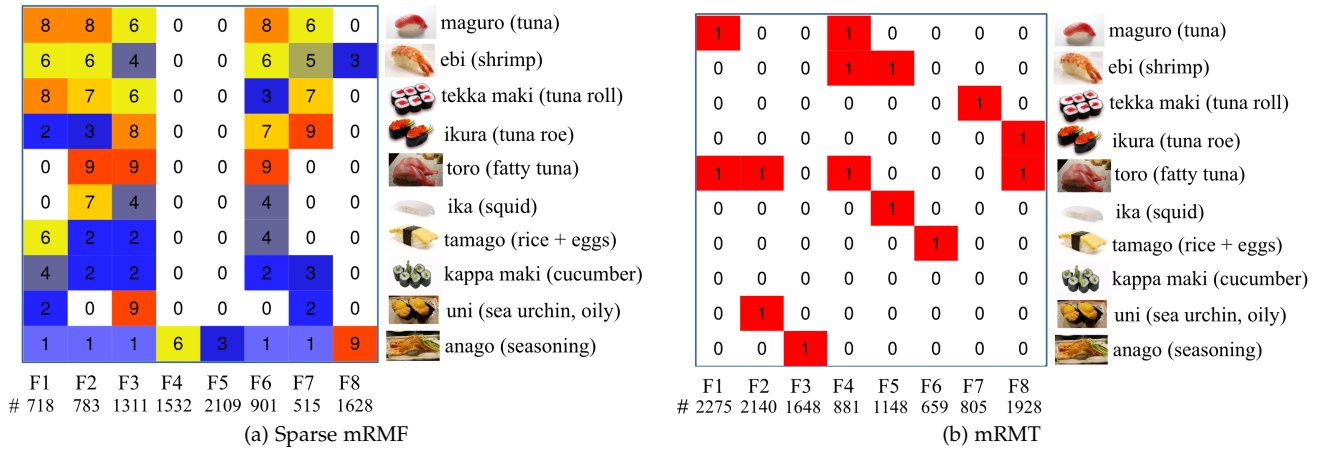 8 8 6 0 0 8 6 0 maguro (tuna)
6 6 4 0 0 6 5 3 ebi (shrimp)
8 7 6 0 0 3 7 0 tekka maki (tuna roll)
2 3 8 0 0 7 9 0 ikura (tuna roe)
0 9 9 0 0 9 0 0 toro (fatty tuna)
0 7 4 0 0 4 0 0 ika (squid)
6 2 2 0 0 4 0 0 tamago (rice + eggs)
4 2 2 0 0 2 3 0 kappa maki (cucumber)
2 0 9 0 0 0 2 0 uni (sea urchin, oily)
1 1 1 6 3 1 1 9 anago (seasoning)
F1 F2 F3 F4 F5 F6 F7 F8
# 718 783 1311 1532 2109 901 515 1628
(a) Sparse mRMF
1 0 0 1 0 0 0 0 maguro (tuna)
0 0 0 1 1 0 0 0 ebi (shrimp)
0 0 0 0 0 0 1 0 tekka maki (tuna roll)
0 0 0 0 0 0 0 1 ikura (tuna roe)
1 1 0 1 0 0 0 1 toro (fatty tuna)
0 0 0 0 1 0 0 0 ika (squid)
0 0 0 0 0 1 0 0 tamago (rice + eggs)
0 0 0 0 0 0 0 0 kappa maki (cucumber)
0 1 0 0 0 0 0 0 uni (sea urchin, oily)
0 0 1 0 0 0 0 0 anago (seasoning)
F1 F2 F3 F4 F5 F6 F7 F8
# 2275 2140 1648 881 1148 659 805 1928
(b) mRMT